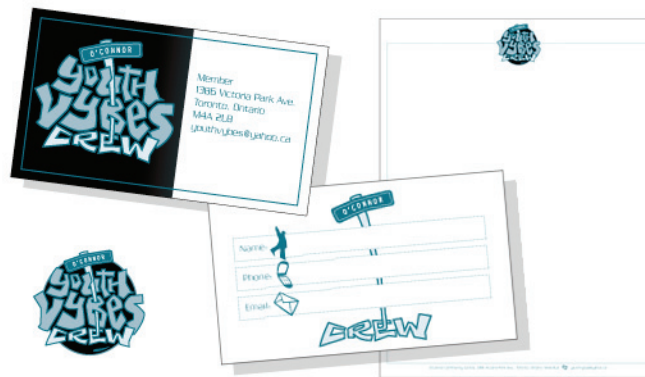 O'CONNOR
YOUTH
VYBES
CREW
Member
1386 Victoria Park Ave.
Toronto, Ontario
M4A 2L8
youthvybes@yahoo.ca
O'CONNOR
Name:
Phone:
Email:
CREW
O'CONNOR
YOUTH
VYBES
CREW
YOUTH
VYBES
CREW